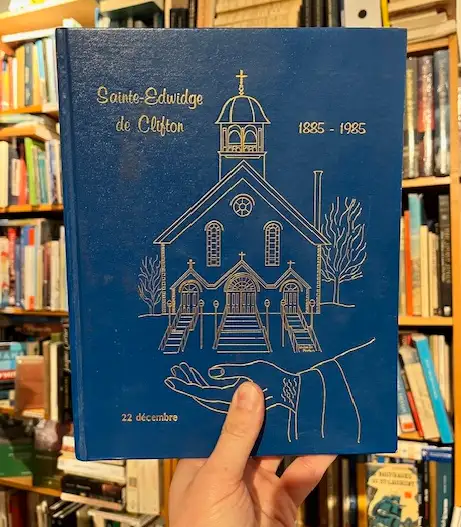 Sainte-Edwidge
de Clifton
1885 - 1985
22 décembre